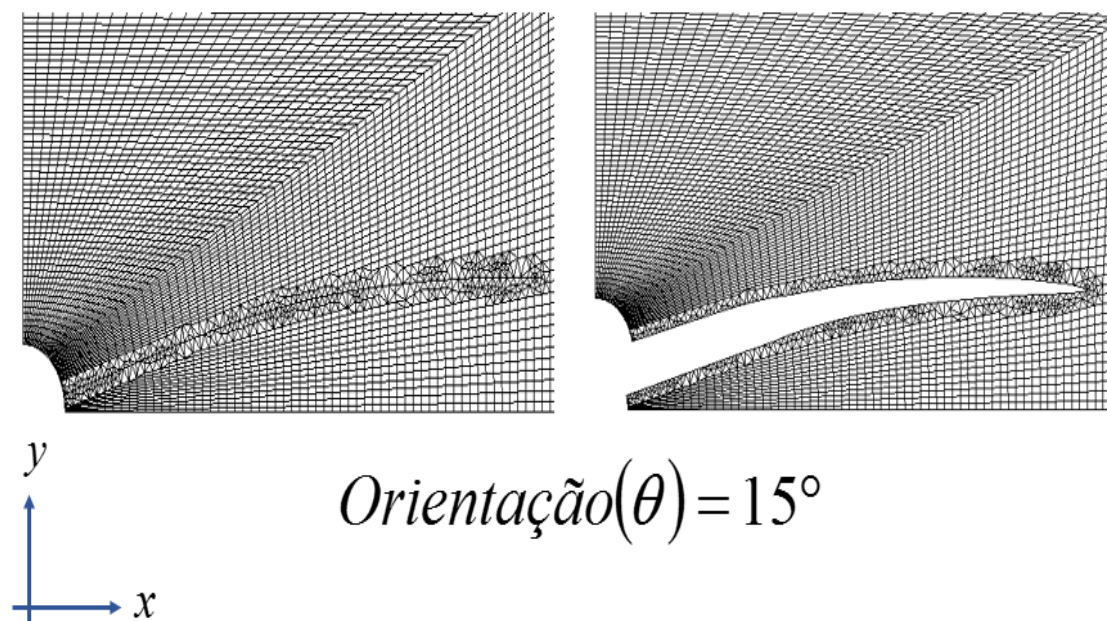 y
Orientação(θ) = 15°
x